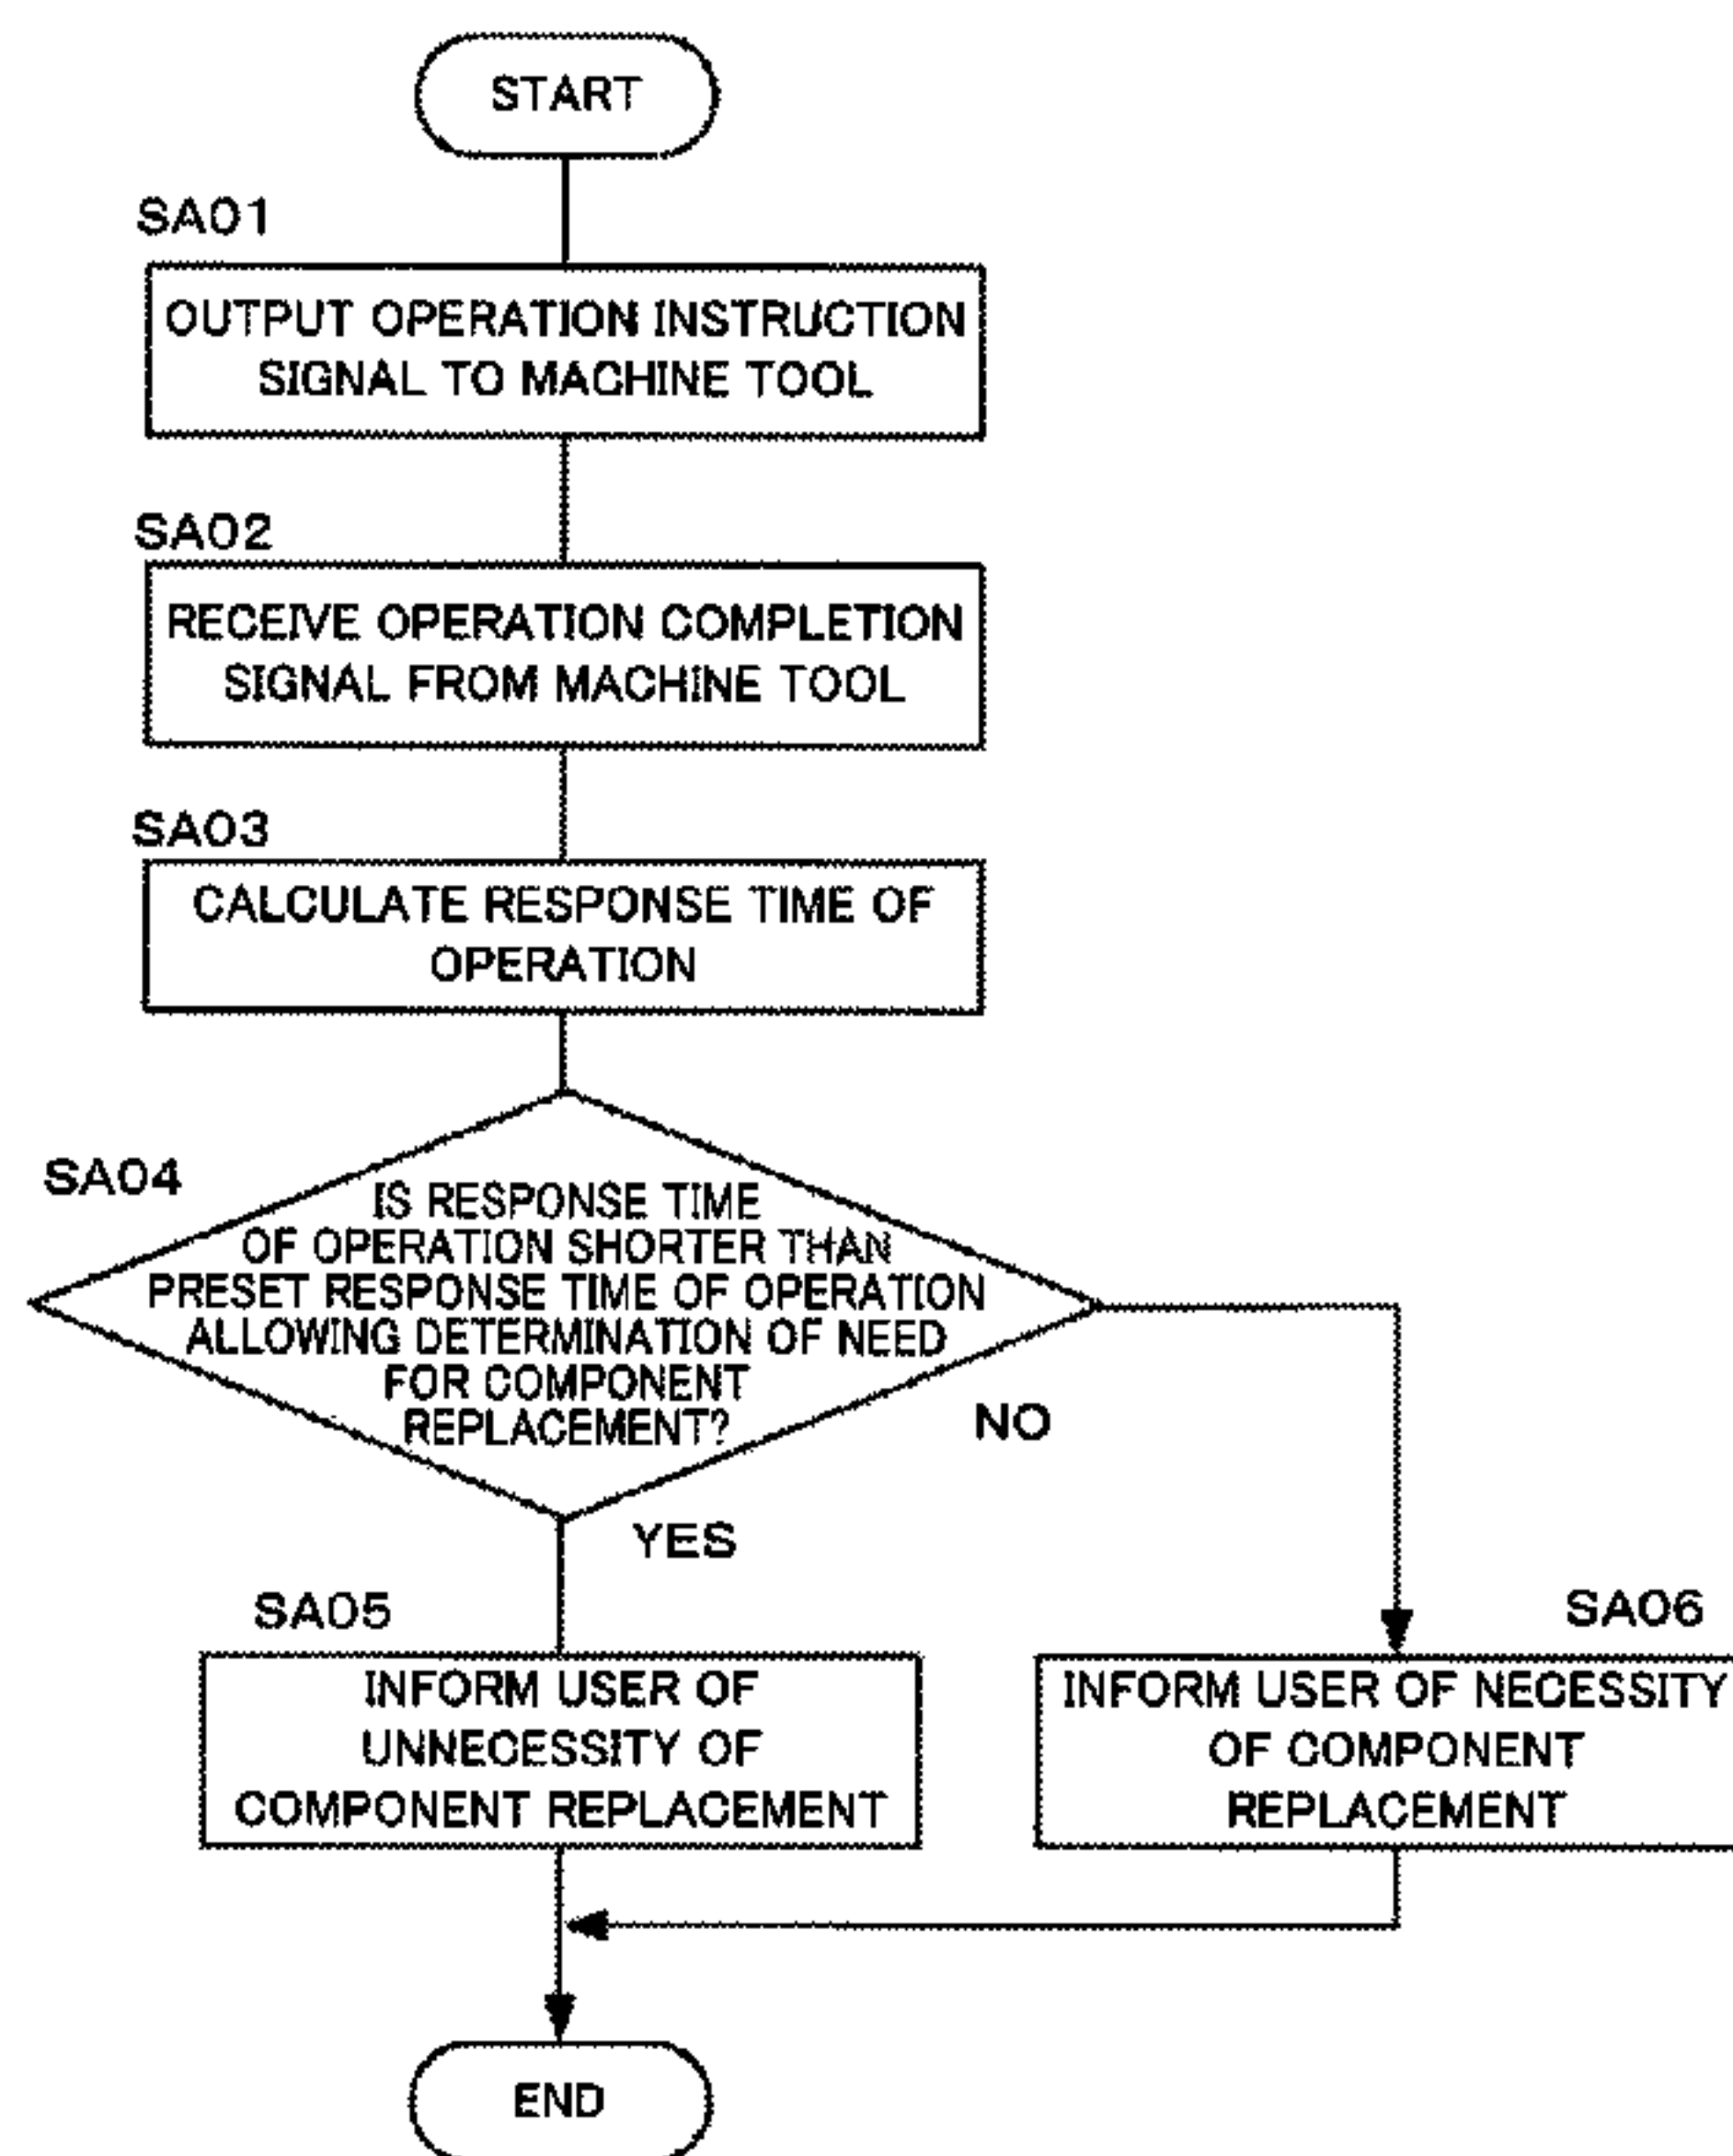 START
SA01
OUTPUT OPERATION INSTRUCTION
SIGNAL TO MACHINE TOOL
SA02
RECEIVE OPERATION COMPLETION
SIGNAL FROM MACHINE TOOL
SA03
CALCULATE RESPONSE TIME OF
OPERATION
SA04
IS RESPONSE TIME
OF OPERATION SHORTER THAN
PRESET RESPONSE TIME OF OPERATION
ALLOWING DETERMINATION OF NEED
FOR COMPONENT
REPLACEMENT?
NO
YES
SA05
INFORM USER OF
UNNECESSITY OF
COMPONENT REPLACEMENT
SA06
INFORM USER OF NECESSITY
OF COMPONENT
REPLACEMENT
END